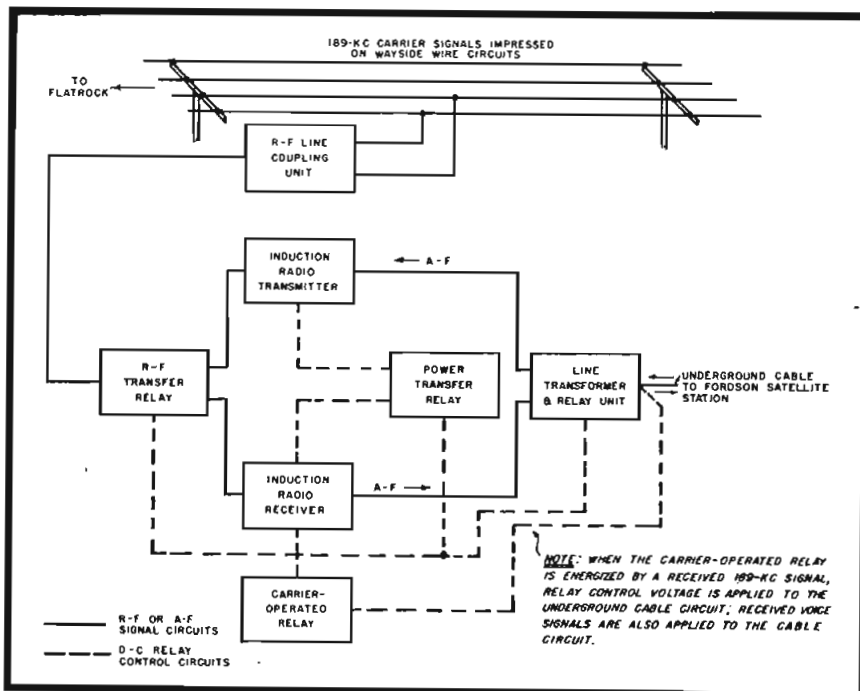 189-KC CARRIER SIGNALS IMPRESSED
ON WAYSIDE WIRE CIRCUITS
TO
FLATROCK
R-F LINE
COUPLING
UNIT
INDUCTION
RADIO
TRANSMITTER
A-F
R-F
TRANSFER
RELAY
POWER
TRANSFER
RELAY
LINE
TRANSFORMER
& RELAY UNIT
UNDERGROUND CABLE
TO FORDSON SATELLITE
STATION
INDUCTION
RADIO
RECEIVER
A-F
CARRIER-
OPERATED
RELAY
NOTE: WHEN THE CARRIER-OPERATED RELAY
IS ENERGIZED BY A RECEIVED 189-KC SIGNAL,
RELAY CONTROL VOLTAGE IS APPLIED TO THE
UNDERGROUND CABLE CIRCUIT; RECEIVED VOICE
SIGNALS ARE ALSO APPLIED TO THE CABLE
CIRCUIT.
R-F OR A-F
SIGNAL CIRCUITS
D-C RELAY
CONTROL CIRCUITS